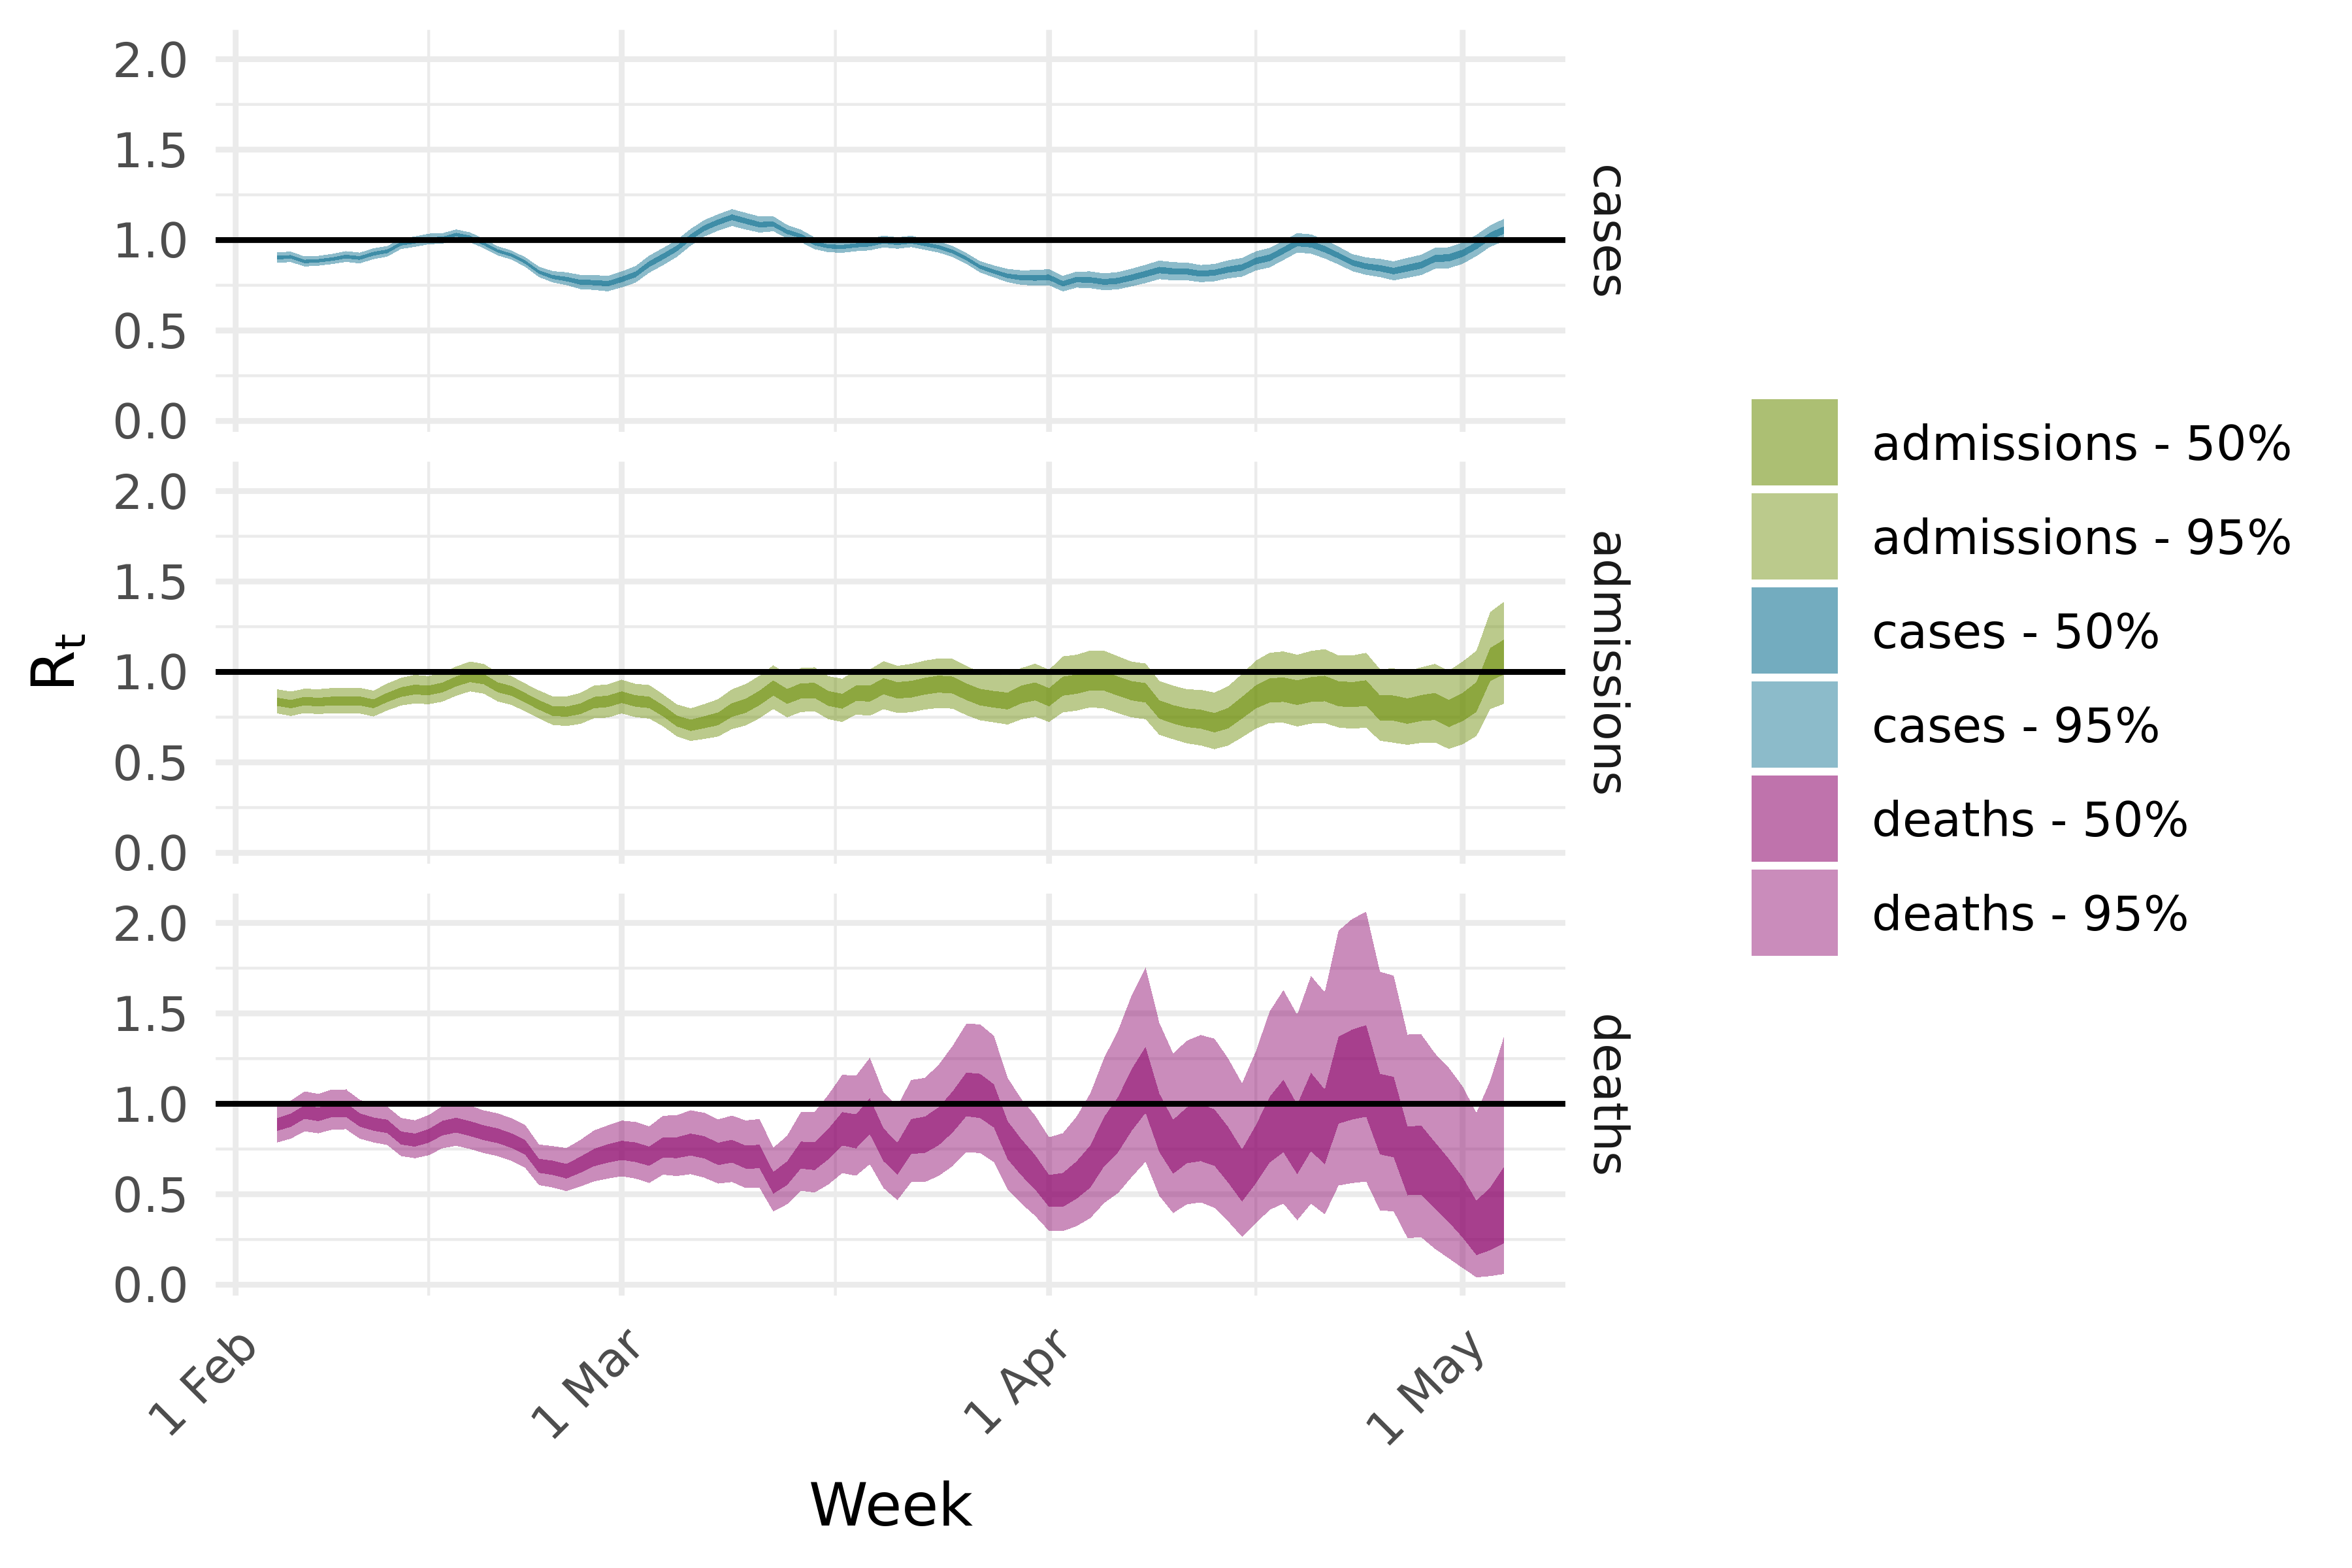 2.0
1.5
1.0
0.5
0.0
cases
2.0
1.5
1.0
0.5
0.0
admissions
2.0
1.5
1.0
0.5
0.0
deaths
Rt
1 Feb
1 Mar
1 Apr
1 May
Week
admissions - 50%
admissions - 95%
cases - 50%
cases - 95%
deaths - 50%
deaths - 95%